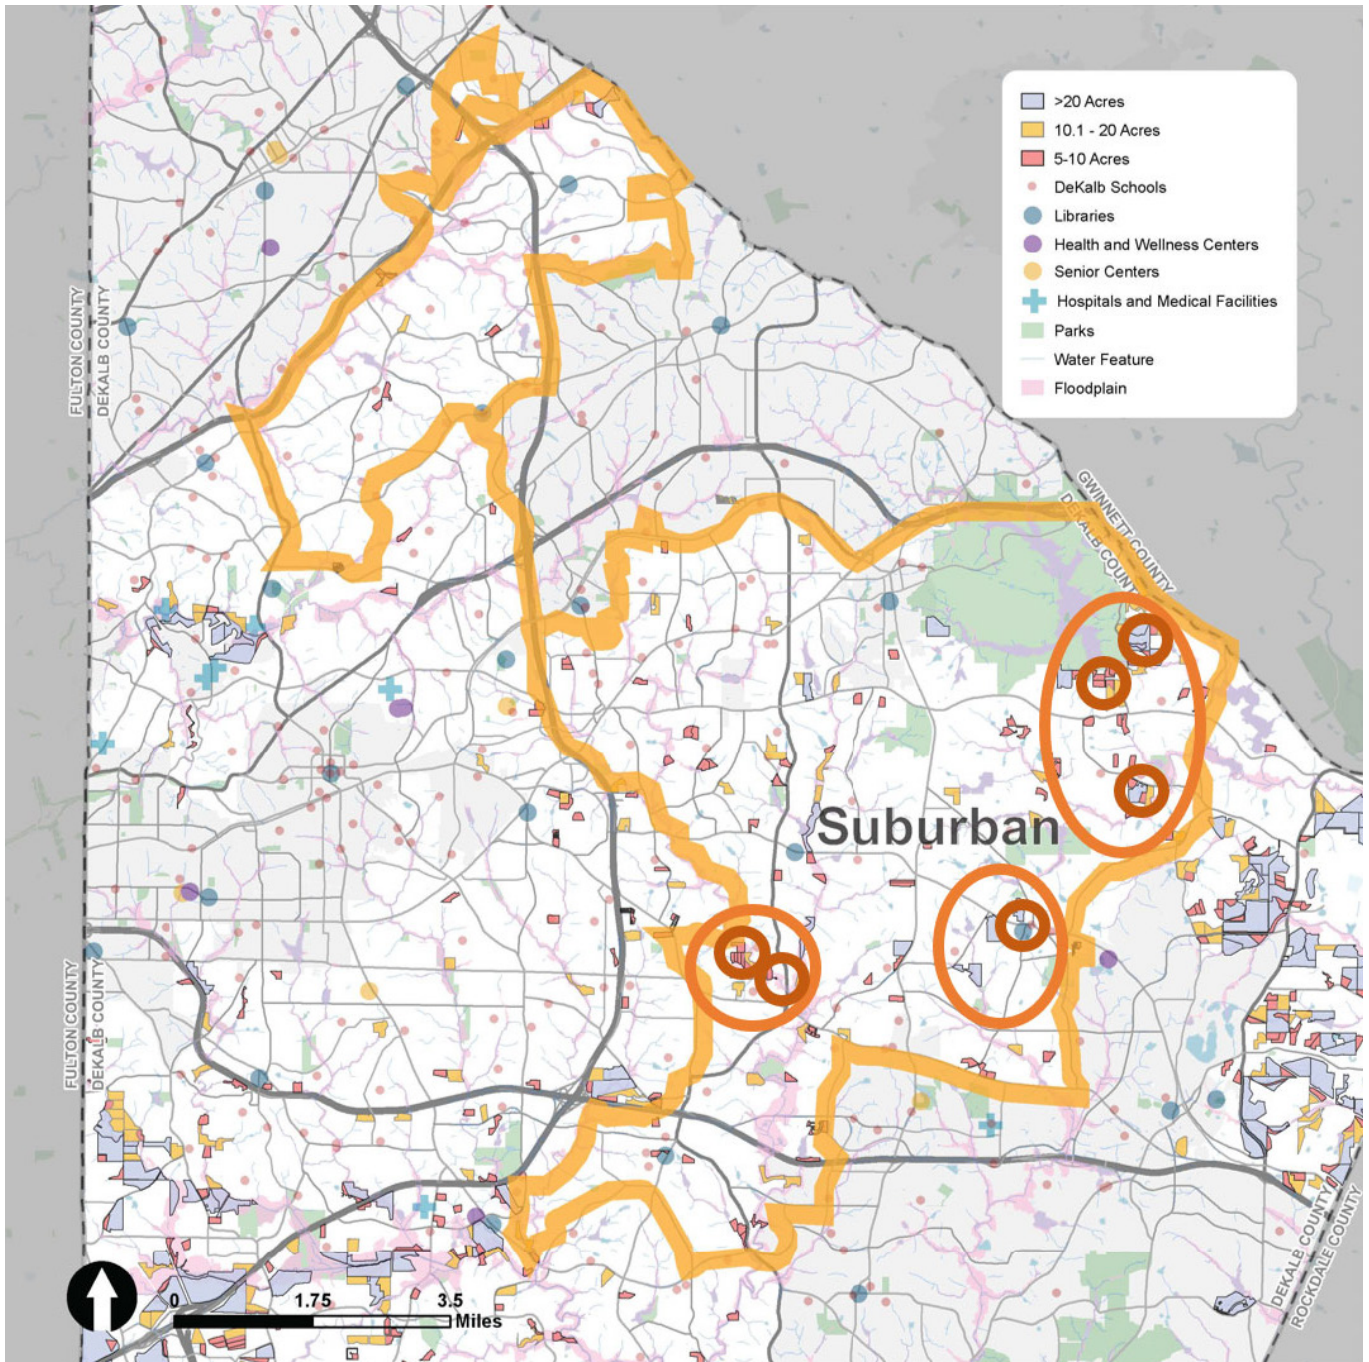 >20 Acres
10.1 - 20 Acres
5-10 Acres
DeKalb Schools
Libraries
Health and Wellness Centers
Senior Centers
Hospitals and Medical Facilities
Parks
Water Feature
Floodplain
FULTON COUNTY
DEKALB COUNTY
GWINNETT COUNTY
DEKALB COUNTY
Suburban
FULTON COUNTY
DEKALB COUNTY
DEKALB COUNTY
ROCKDALE COUNTY
0 1.75 3.5
Miles